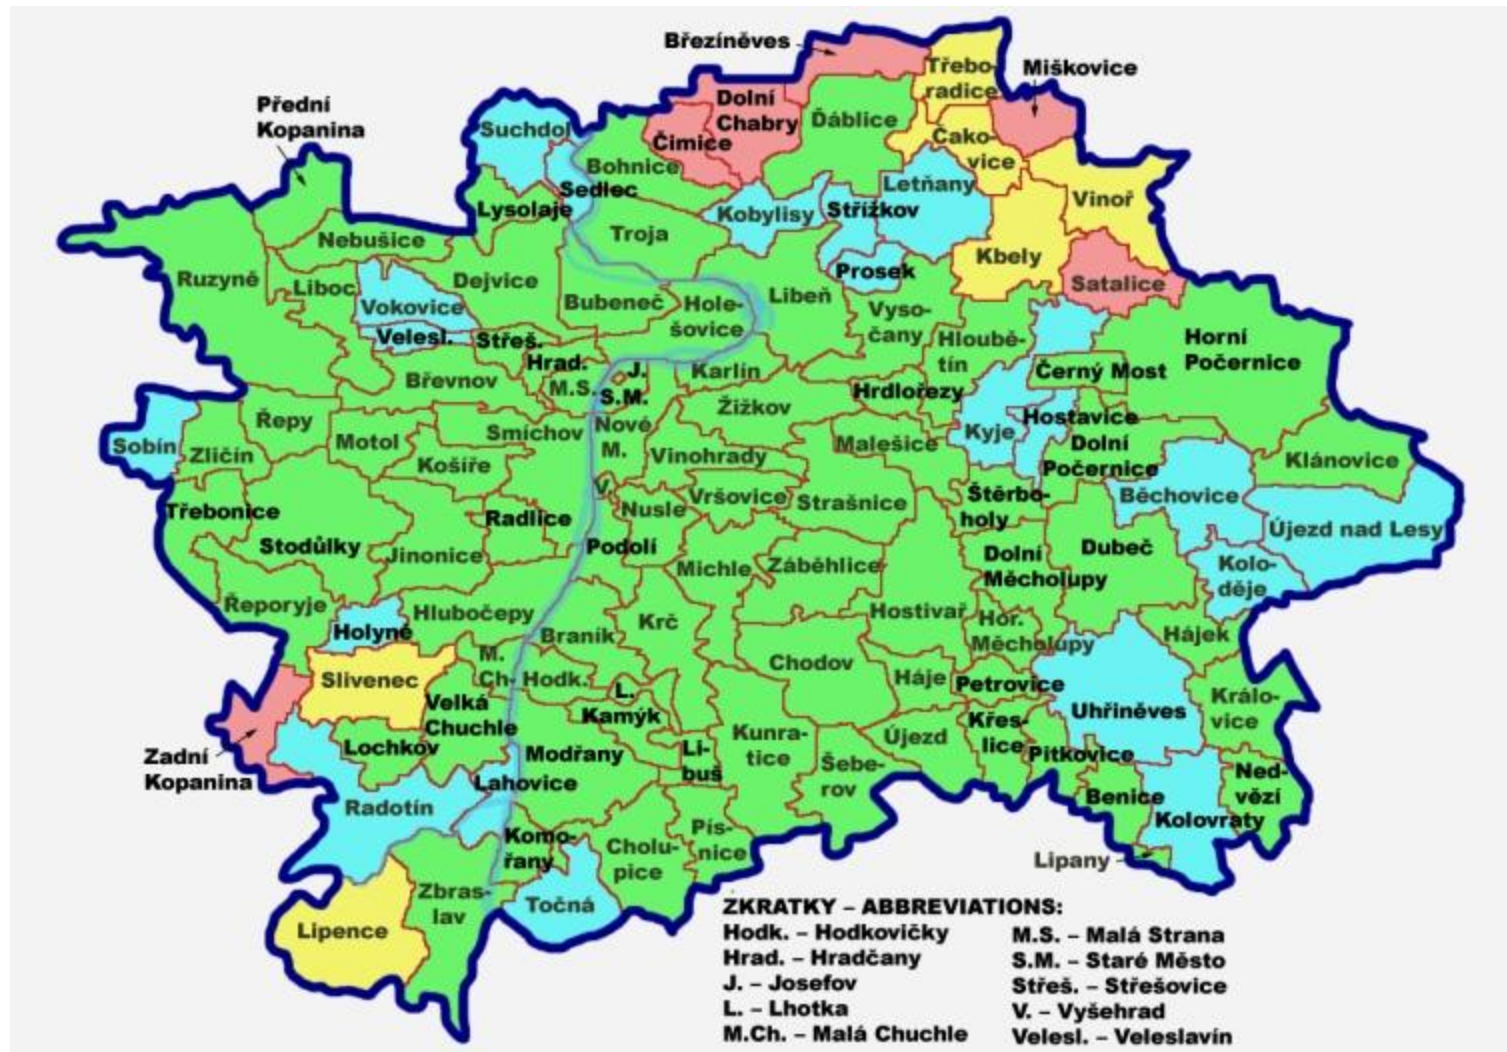 Březíněves
Třebo-
radice
Miškovice
Přední
Kopanina
Dolní
Chabry
Ďáblice
Suchdol
Čimice
Čako-
vice
Bohnice
Sedlec
Letňany
Vinoř
Lysolaje
Kobylisy
Střížkov
Nebušice
Troja
Kbely
Prosek
Ruzyně
Liboc
Dejvice
Satalice
Vokovice
Bubeneč
Hole-
šovice
Libeň
Vyso-
čany
Velesl.
Střeš.
Hloubě-
tín
Horní
Počernice
Hrad.
J.
Karlín
Černý Most
Břevnov
M.S.
S.M.
Hrdlořezy
Žižkov
Řepy
Nové
M.
Hostavice
Sobín
Zličín
Motol
Smíchov
Malešice
Kyje
Dolní
Počernice
Košíře
Vinohrady
Klánovice
V.
Vršovice
Strašnice
Štěrbo-
holy
Běchovice
Třebonice
Radlice
Nusle
Újezd nad Lesy
Stodůlky
Jinonice
Podolí
Dubeč
Michle
Záběhlice
Dolní
Měcholupy
Kolo-
děje
Řeporyje
Hlubočepy
Hostivař
Hor.
Měcholupy
Holyně
Braník
Krč
Hájek
M.
Ch.
Hodk.
Chodov
Slivenec
Háje
Petrovice
L.
Králo-
vice
Velká
Chuchle
Kamýk
Uhříněves
Křes-
lice
Lochkov
Modřany
Li-
buš
Kunra-
tice
Újezd
Pitkovice
Zadní
Kopanina
Šebe-
rov
Ned-
vězí
Lahovice
Benice
Radotín
Kolovraty
Komo-
řany
Cholu-
pice
Pís-
nice
Lipany
Zbras-
lav
Točná
Lipence
ZKRATKY – ABBREVIATIONS:
Hodk. – Hodkovičky
Hrad. – Hradčany
J. – Josefov
L. – Lhotka
M.Ch. – Malá Chuchle
M.S. – Malá Strana
S.M. – Staré Město
Střeš. – Střešovice
V. – Vyšehrad
Velesl. – Veleslavín